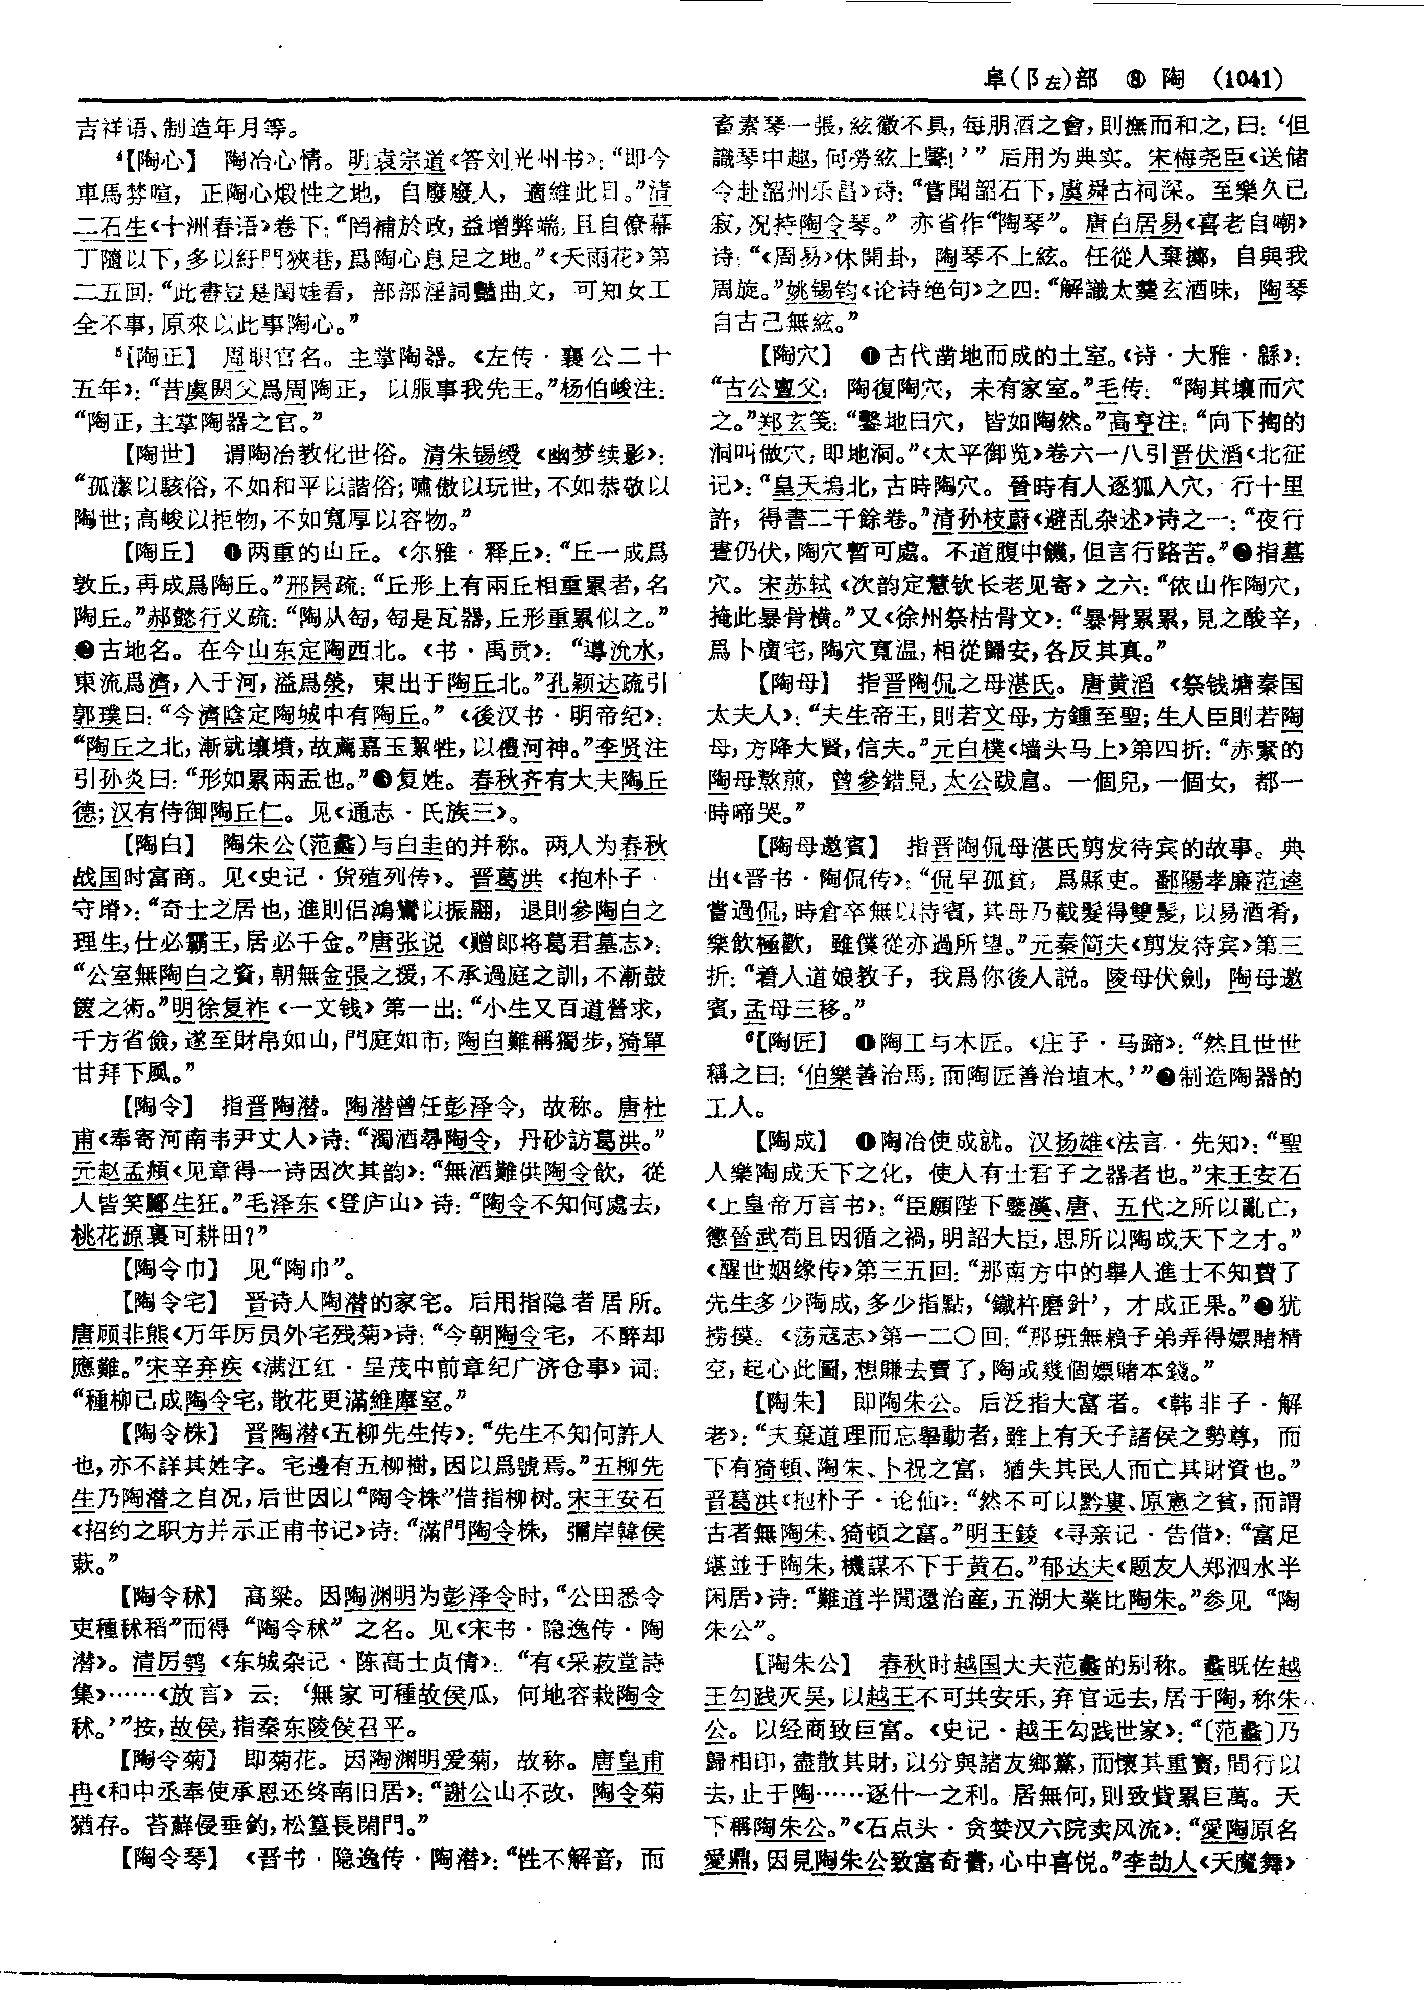 阜(阝左)部 ⑧ 陶 (1041)
吉祥语、制造年月等。
⁴【陶心】 陶冶心情。明袁宗道《答刘光州书》：“即今
車馬棼喧，正陶心煅性之地，自廢廢人，適維此日。”清
二石生《十洲春语》卷下：“罔補於政，益增弊端，且自僚幕
丁隨以下，多以紆門狹巷，爲陶心息足之地。”《天雨花》第
二五回：“此書豈是閨娃看，部部淫詞豔曲文，可知女工
全不事，原來以此事陶心。”
⁵【陶正】 周职官名。主掌陶器。《左传·襄公二十
五年》：“昔虞閼父爲周陶正，以服事我先王。”杨伯峻注：
“陶正，主掌陶器之官。”
【陶世】 谓陶冶教化世俗。清朱锡绶《幽梦续影》：
“孤潔以駭俗，不如和平以諧俗；嘯傲以玩世，不如恭敬以
陶世；高峻以拒物，不如寬厚以容物。”
【陶丘】 ❶两重的山丘。《尔雅·释丘》：“丘一成爲
敦丘，再成爲陶丘。”邢昺疏：“丘形上有兩丘相重累者，名
陶丘。”郝懿行义疏：“陶从匋，匋是瓦器，丘形重累似之。”
❷古地名。在今山东定陶西北。《书·禹贡》：“導沇水，
東流爲濟，入于河，溢爲滎，東出于陶丘北。”孔颖达疏引
郭璞曰：“今濟陰定陶城中有陶丘。”《後汉书·明帝纪》：
“陶丘之北，漸就壤墳，故薦嘉玉絜牲，以禮河神。”李贤注
引孙炎曰：“形如累兩盂也。”❸复姓。春秋齐有大夫陶丘
德；汉有侍御陶丘仁。见《通志·氏族三》。
【陶白】 陶朱公(范蠡)与白圭的并称。两人为春秋
战国时富商。见《史记·货殖列传》。晋葛洪《抱朴子·
守塉》：“奇士之居也，進則侣鴻鸞以振翮，退則參陶白之
理生，仕必霸王，居必千金。”唐张说《赠郎将葛君墓志》：
“公室無陶白之資，朝無金張之援，不承過庭之訓，不漸鼓
篋之術。”明徐复祚《一文钱》第一出：“小生又百道營求，
千方省儉，遂至財帛如山，門庭如市；陶白難稱獨步，猗單
甘拜下風。”
【陶令】 指晋陶潜。陶潜曾任彭泽令，故称。唐杜
甫《奉寄河南韦尹丈人》诗：“濁酒尋陶令，丹砂訪葛洪。”
元赵孟頫《见章得一诗因次其韵》：“無酒難供陶令飲，從
人皆笑酈生狂。”毛泽东《登庐山》诗：“陶令不知何處去，
桃花源裏可耕田？”
【陶令巾】 见“陶巾”。
【陶令宅】 晋诗人陶潜的家宅。后用指隐者居所。
唐顾非熊《万年厉员外宅残菊》诗：“今朝陶令宅，不醉却
應難。”宋辛弃疾《满江红·呈茂中前章纪广济仓事》词：
“種柳已成陶令宅，散花更滿維摩室。”
【陶令株】 晋陶潜《五柳先生传》：“先生不知何許人
也，亦不詳其姓字。宅邊有五柳樹，因以爲號焉。”五柳先
生乃陶潜之自况，后世因以“陶令株”借指柳树。宋王安石
《招约之职方并示正甫书记》诗：“滿門陶令株，彌岸韓侯
蔌。”
【陶令秫】 高粱。因陶渊明为彭泽令时，“公田悉令
吏種秫稻”而得“陶令秫”之名。见《宋书·隐逸传·陶
潜》。清厉鹗《东城杂记·陈高士贞倩》：“有《采菽堂詩
集》……《放言》云：‘無家可種故侯瓜，何地容栽陶令
秫。’”按，故侯，指秦东陵侯召平。
【陶令菊】 即菊花。因陶渊明爱菊，故称。唐皇甫
冉《和中丞奉使承恩还终南旧居》：“謝公山不改，陶令菊
猶存。苔蘚侵垂釣，松篁長閉門。”
【陶令琴】 《晋书·隐逸传·陶潜》：“性不解音，而
畜素琴一張，絃徽不具，每朋酒之會，則撫而和之，曰：‘但
識琴中趣，何勞絃上聲！’”后用为典实。宋梅尧臣《送储
令赴韶州乐昌》诗：“嘗聞韶石下，虞舜古祠深。至樂久已
寂，况持陶令琴。”亦省作“陶琴”。唐白居易《喜老自嘲》
诗：“《周易》休開卦，陶琴不上絃。任從人棄擲，自與我
周旋。”姚锡钧《论诗绝句》之四：“解識太羹玄酒味，陶琴
自古已無絃。”
【陶穴】 ❶古代凿地而成的土室。《诗·大雅·緜》：
“古公亶父，陶復陶穴，未有家室。”毛传：“陶其壤而穴
之。”郑玄笺：“鑿地曰穴，皆如陶然。”高亨注：“向下掏的
洞叫做穴，即地洞。”《太平御览》卷六一八引晋伏滔《北征
记》：“皇天塢北，古時陶穴。晉時有人逐狐入穴，行十里
許，得書二千餘卷。”清孙枝蔚《避乱杂述》诗之一：“夜行
晝仍伏，陶穴暫可處。不道腹中饑，但言行路苦。”❷指墓
穴。宋苏轼《次韵定慧钦长老见寄》之六：“依山作陶穴，
掩此暴骨横。”又《徐州祭枯骨文》：“暴骨累累，見之酸辛，
爲卜廣宅，陶穴寬温，相從歸安，各反其真。”
【陶母】 指晋陶侃之母湛氏。唐黄滔《祭钱塘秦国
太夫人》：“夫生帝王，則若文母，方鍾至聖；生人臣則若陶
母，方降大賢，信夫。”元白樸《墙头马上》第四折：“赤緊的
陶母熬煎，曾參錯見，太公跋扈。一個兒，一個女，都一
時啼哭。”
【陶母邀賓】 指晋陶侃母湛氏剪发待宾的故事。典
出《晋书·陶侃传》：“侃早孤貧，爲縣吏。鄱陽孝廉范逵
嘗過侃，時倉卒無以待賓，其母乃截髮得雙髲，以易酒肴，
樂飲極歡，雖僕從亦過所望。”元秦简夫《剪发待宾》第三
折：“着人道娘教子，我爲你後人説。陵母伏劍，陶母邀
賓，孟母三移。”
⁶【陶匠】 ❶陶工与木匠。《庄子·马蹄》：“然且世世
稱之曰：‘伯樂善治馬；而陶匠善治埴木。’”❷制造陶器的
工人。
【陶成】 ❶陶冶使成就。汉扬雄《法言·先知》：“聖
人樂陶成天下之化，使人有士君子之器者也。”宋王安石
《上皇帝万言书》：“臣願陛下鑒漢、唐、五代之所以亂亡，
懲晉武苟且因循之禍，明詔大臣，思所以陶成天下之才。”
《醒世姻缘传》第三五回：“那南方中的舉人進士不知費了
先生多少陶成，多少指點，‘鐵杵磨針’，才成正果。”❷犹
捞摸。《荡寇志》第一二〇回：“那班無賴子弟弄得嫖賭精
空，起心此圖，想賺去賣了，陶成幾個嫖賭本錢。”
【陶朱】 即陶朱公。后泛指大富者。《韩非子·解
老》：“夫棄道理而忘舉動者，雖上有天子諸侯之勢尊，而
下有猗頓、陶朱、卜祝之富，猶失其民人而亡其財資也。”
晋葛洪《抱朴子·论仙》：“然不可以黔婁、原憲之貧，而謂
古者無陶朱、猗頓之富。”明王錂《寻亲记·告借》：“富足
堪並于陶朱，機謀不下于黄石。”郁达夫《题友人郑泗水半
闲居》诗：“難道半閒還治産，五湖大業比陶朱。”参见“陶
朱公”。
【陶朱公】 春秋时越国大夫范蠡的别称。蠡既佐越
王勾践灭吴，以越王不可共安乐，弃官远去，居于陶，称朱
公。以经商致巨富。《史记·越王勾践世家》：“〔范蠡〕乃
歸相印，盡散其財，以分與諸友鄉黨，而懷其重寶，間行以
去，止于陶……逐什一之利。居無何，則致貲累巨萬。天
下稱陶朱公。”《石点头·贪婪汉六院卖风流》：“愛陶原名
愛鼎，因見陶朱公致富奇書，心中喜悦。”李劼人《天魔舞》